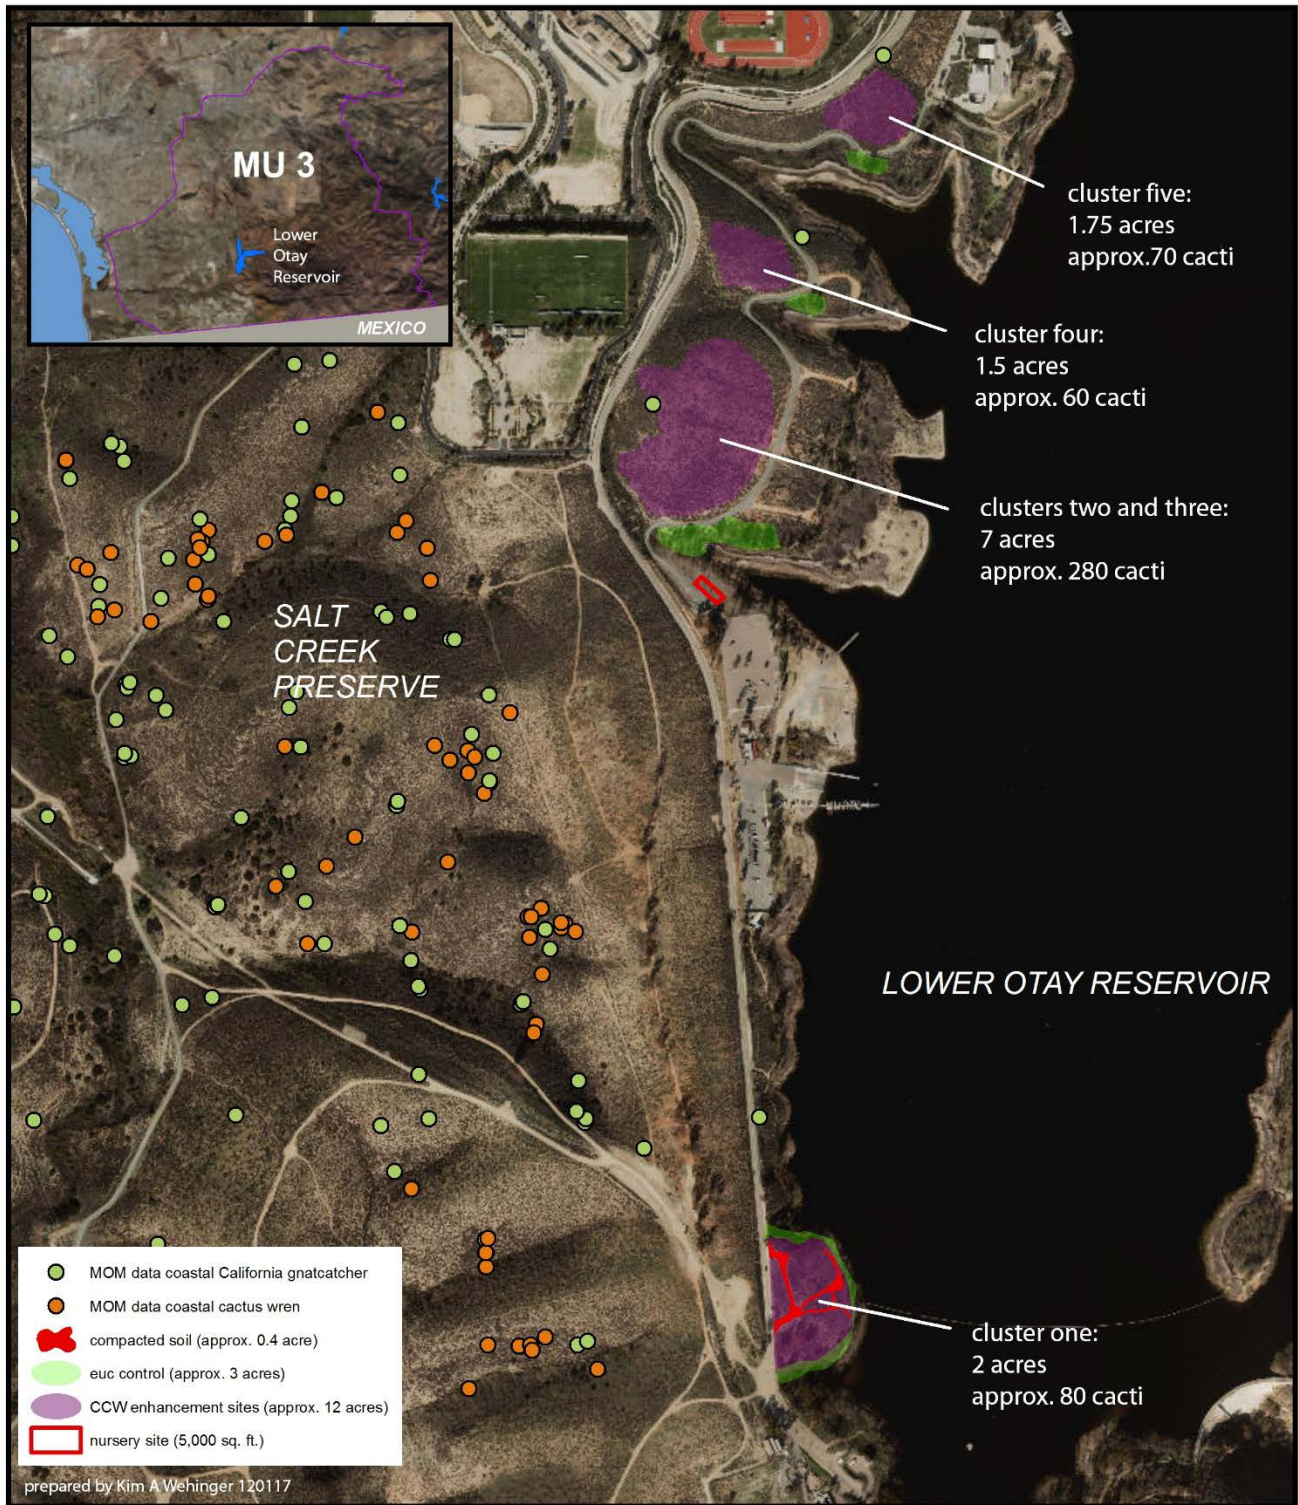 MU 3
Lower
Otay
Reservoir
MEXICO
cluster five:
1.75 acres
approx.70 cacti
cluster four:
1.5 acres
approx. 60 cacti
clusters two and three:
7 acres
approx. 280 cacti
SALT
CREEK
PRESERVE
LOWER OTAY RESERVOIR
cluster one:
2 acres
approx. 80 cacti
MOM data coastal California gnatcatcher
MOM data coastal cactus wren
compacted soil (approx. 0.4 acre)
euc control (approx. 3 acres)
CCW enhancement sites (approx. 12 acres)
nursery site (5,000 sq. ft.)
prepared by Kim A Wehinger 120117